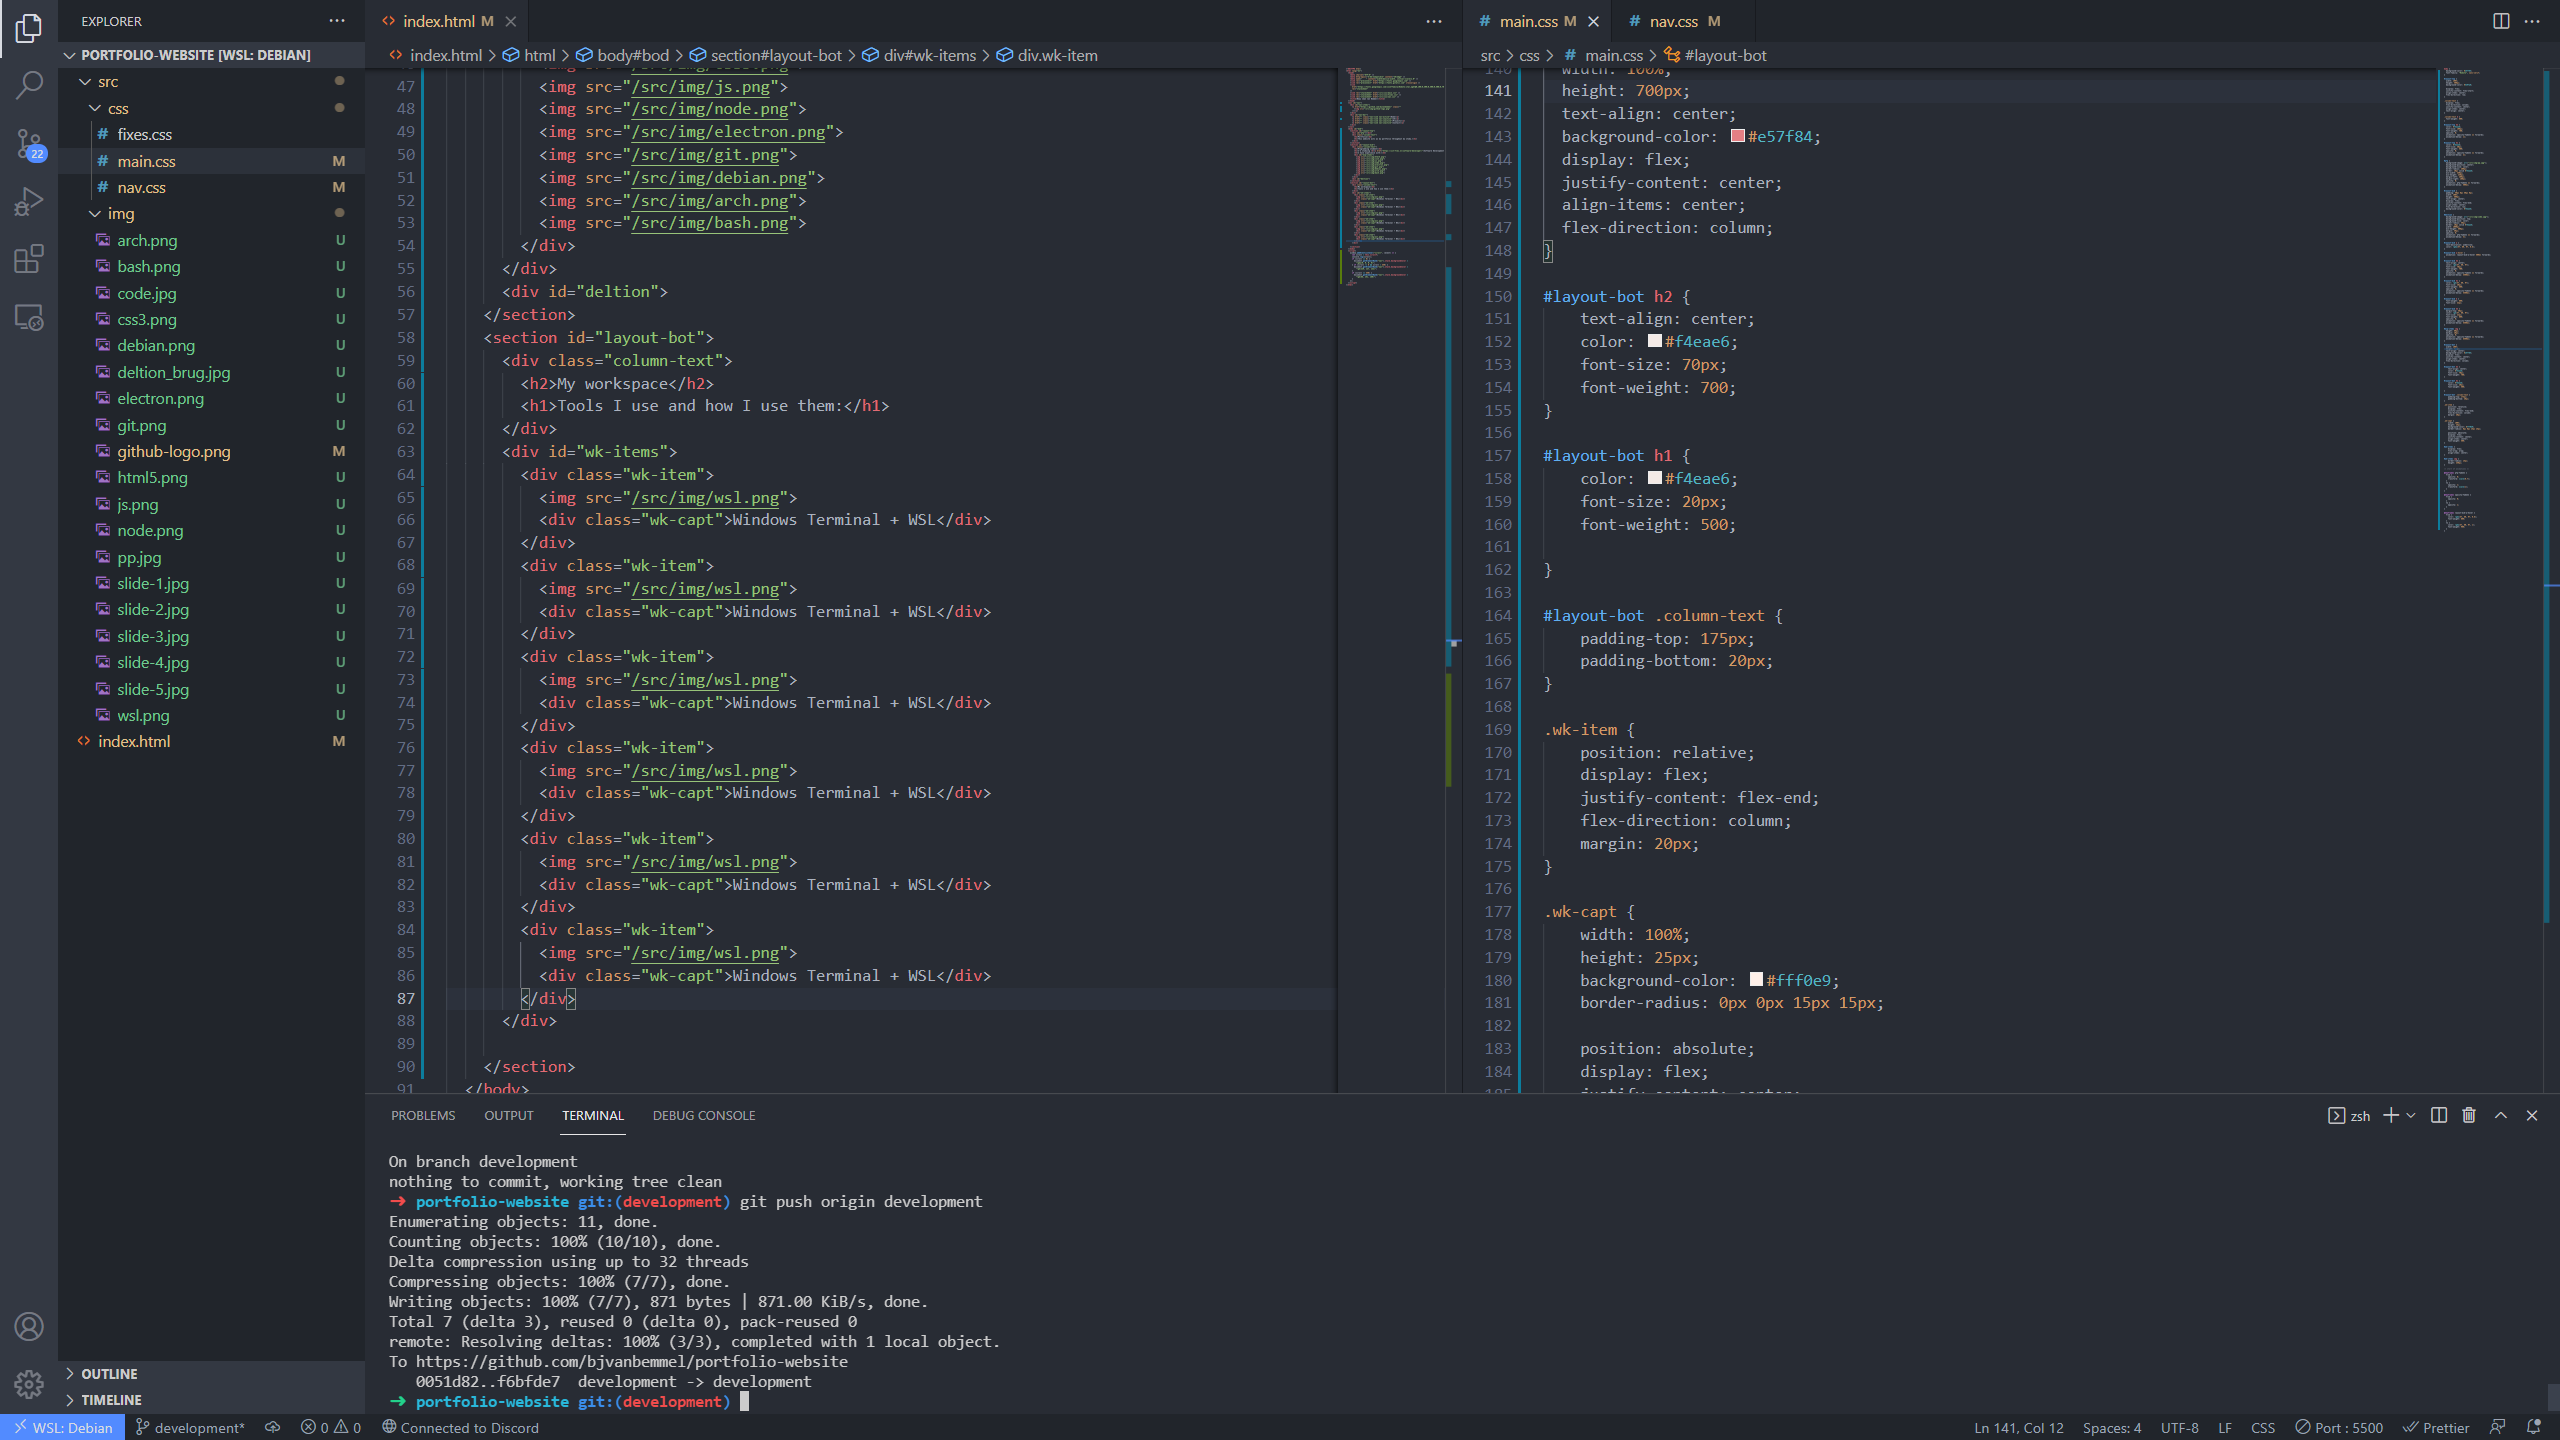 EXPLORER
PORTFOLIO-WEBSITE [WSL: DEBIAN]
src
css
fixes.css
main.css M
nav.css M
img
arch.png U
bash.png U
code.jpg U
css3.png U
debian.png U
deltion_brug.jpg U
electron.png U
git.png U
github-logo.png M
html5.png U
js.png U
node.png U
pp.jpg U
slide-1.jpg U
slide-2.jpg U
slide-3.jpg U
slide-4.jpg U
slide-5.jpg U
wsl.png U
index.html M
OUTLINE
TIMELINE
22
index.html M
index.html > html > body#bod > section#layout-bot > div#wk-items > div.wk-item
47 <img src="/src/img/js.png">
48 <img src="/src/img/node.png">
49 <img src="/src/img/electron.png">
50 <img src="/src/img/git.png">
51 <img src="/src/img/debian.png">
52 <img src="/src/img/arch.png">
53 <img src="/src/img/bash.png">
54 </div>
55 </div>
56 <div id="deltion">
57 </section>
58 <section id="layout-bot">
59 <div class="column-text">
60 <h2>My workspace</h2>
61 <h1>Tools I use and how I use them:</h1>
62 </div>
63 <div id="wk-items">
64 <div class="wk-item">
65 <img src="/src/img/wsl.png">
66 <div class="wk-capt">Windows Terminal + WSL</div>
67 </div>
68 <div class="wk-item">
69 <img src="/src/img/wsl.png">
70 <div class="wk-capt">Windows Terminal + WSL</div>
71 </div>
72 <div class="wk-item">
73 <img src="/src/img/wsl.png">
74 <div class="wk-capt">Windows Terminal + WSL</div>
75 </div>
76 <div class="wk-item">
77 <img src="/src/img/wsl.png">
78 <div class="wk-capt">Windows Terminal + WSL</div>
79 </div>
80 <div class="wk-item">
81 <img src="/src/img/wsl.png">
82 <div class="wk-capt">Windows Terminal + WSL</div>
83 </div>
84 <div class="wk-item">
85 <img src="/src/img/wsl.png">
86 <div class="wk-capt">Windows Terminal + WSL</div>
87 </div>
88 </div>
89
90 </section>
91 </body>
main.css M
nav.css M
src > css > main.css > #layout-bot
140 width: 100%;
141 height: 700px;
142 text-align: center;
143 background-color: #e57f84;
144 display: flex;
145 justify-content: center;
146 align-items: center;
147 flex-direction: column;
148 }
149
150 #layout-bot h2 {
151 text-align: center;
152 color: #f4eae6;
153 font-size: 70px;
154 font-weight: 700;
155 }
156
157 #layout-bot h1 {
158 color: #f4eae6;
159 font-size: 20px;
160 font-weight: 500;
161
162 }
163
164 #layout-bot .column-text {
165 padding-top: 175px;
166 padding-bottom: 20px;
167 }
168
169 .wk-item {
170 position: relative;
171 display: flex;
172 justify-content: flex-end;
173 flex-direction: column;
174 margin: 20px;
175 }
176
177 .wk-capt {
178 width: 100%;
179 height: 25px;
180 background-color: #fff0e9;
181 border-radius: 0px 0px 15px 15px;
182
183 position: absolute;
184 display: flex;
185 justify-content: center;
PROBLEMS OUTPUT TERMINAL DEBUG CONSOLE
zsh
On branch development
nothing to commit, working tree clean
➜ portfolio-website git:(development) git push origin development
Enumerating objects: 11, done.
Counting objects: 100% (10/10), done.
Delta compression using up to 32 threads
Compressing objects: 100% (7/7), done.
Writing objects: 100% (7/7), 871 bytes | 871.00 KiB/s, done.
Total 7 (delta 3), reused 0 (delta 0), pack-reused 0
remote: Resolving deltas: 100% (3/3), completed with 1 local object.
To https://github.com/bjvanbemmel/portfolio-website
0051d82..f6bfde7 development -> development
➜ portfolio-website git:(development)
WSL: Debian development* 0 0 Connected to Discord
Ln 141, Col 12 Spaces: 4 UTF-8 LF CSS Port : 5500 Prettier